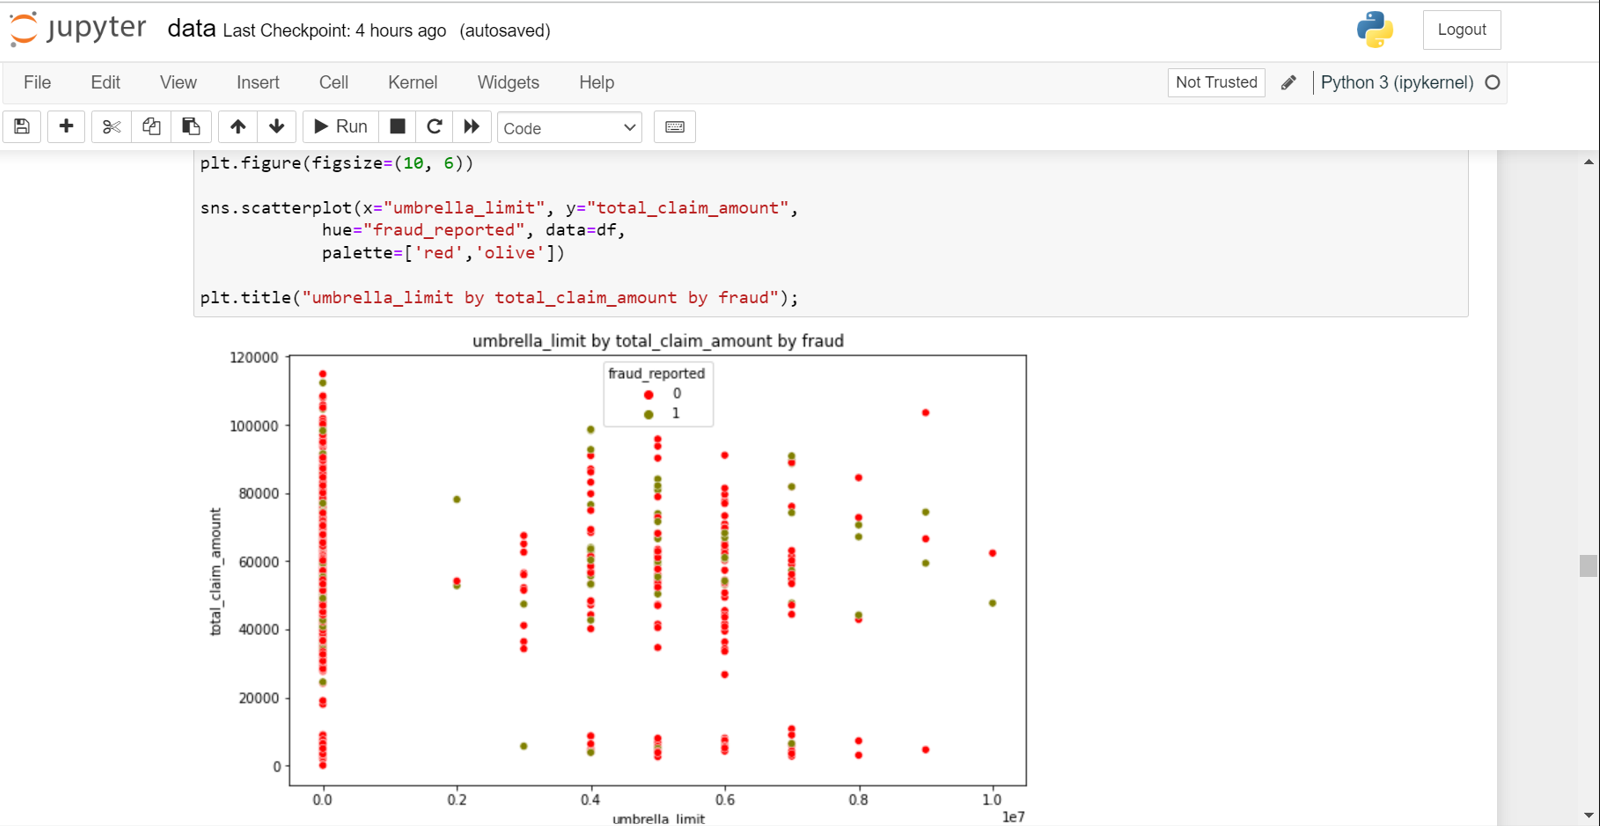 jupyter data Last Checkpoint: 4 hours ago (autosaved)
Logout
File Edit View Insert Cell Kernel Widgets Help
Not Trusted
Python 3 (ipykernel)
Run
Code
plt.figure(figsize=(10, 6))
sns.scatterplot(x="umbrella_limit", y="total_claim_amount",
hue="fraud_reported", data=df,
palette=['red','olive'])
plt.title("umbrella_limit by total_claim_amount by fraud");
umbrella_limit by total_claim_amount by fraud
fraud_reported
0
1
120000
100000
80000
60000
40000
20000
0
total_claim_amount
0.0 0.2 0.4 0.6 0.8 1.0
1e7
umbrella_limit